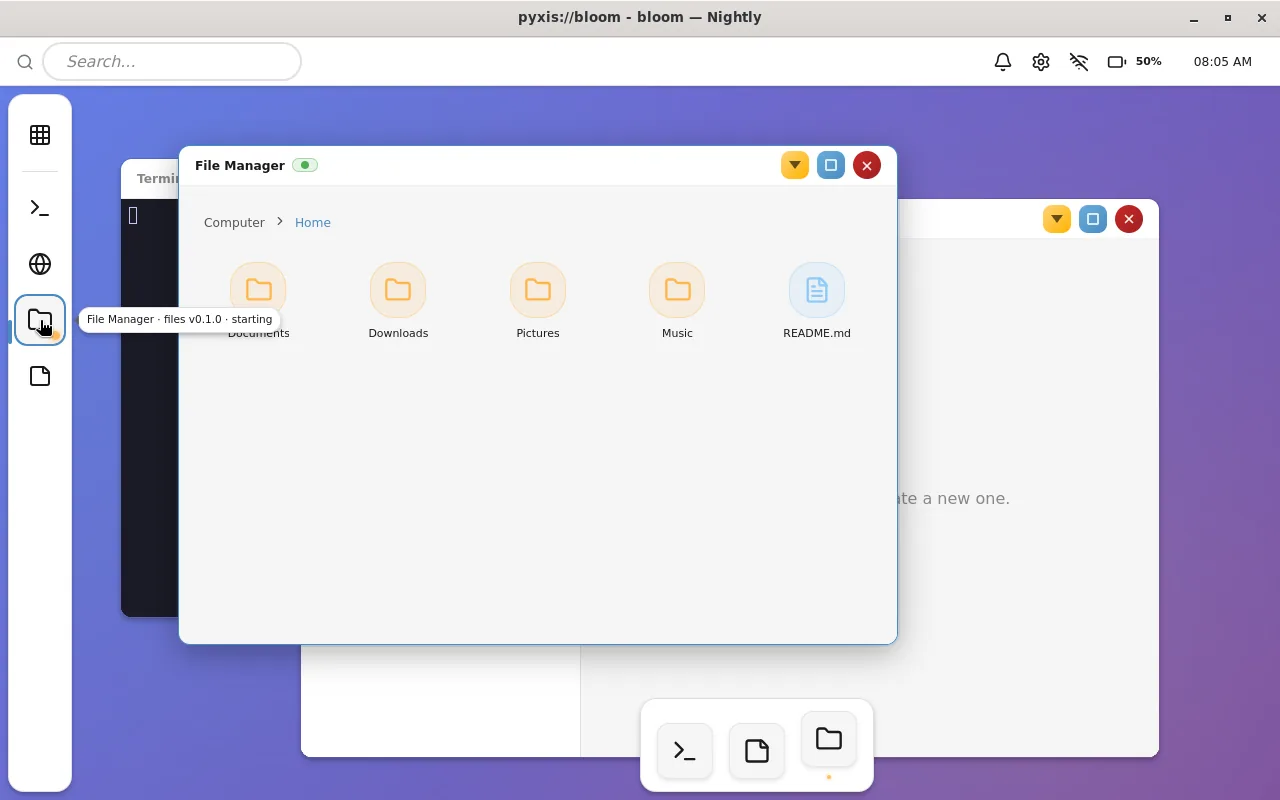 pyxis://bloom - bloom — Nightly
Search...
50%
08:05 AM
File Manager
Termin
Computer
Home
File Manager · files v0.1.0 · starting
Documents
Downloads
Pictures
Music
README.md
ate a new one.